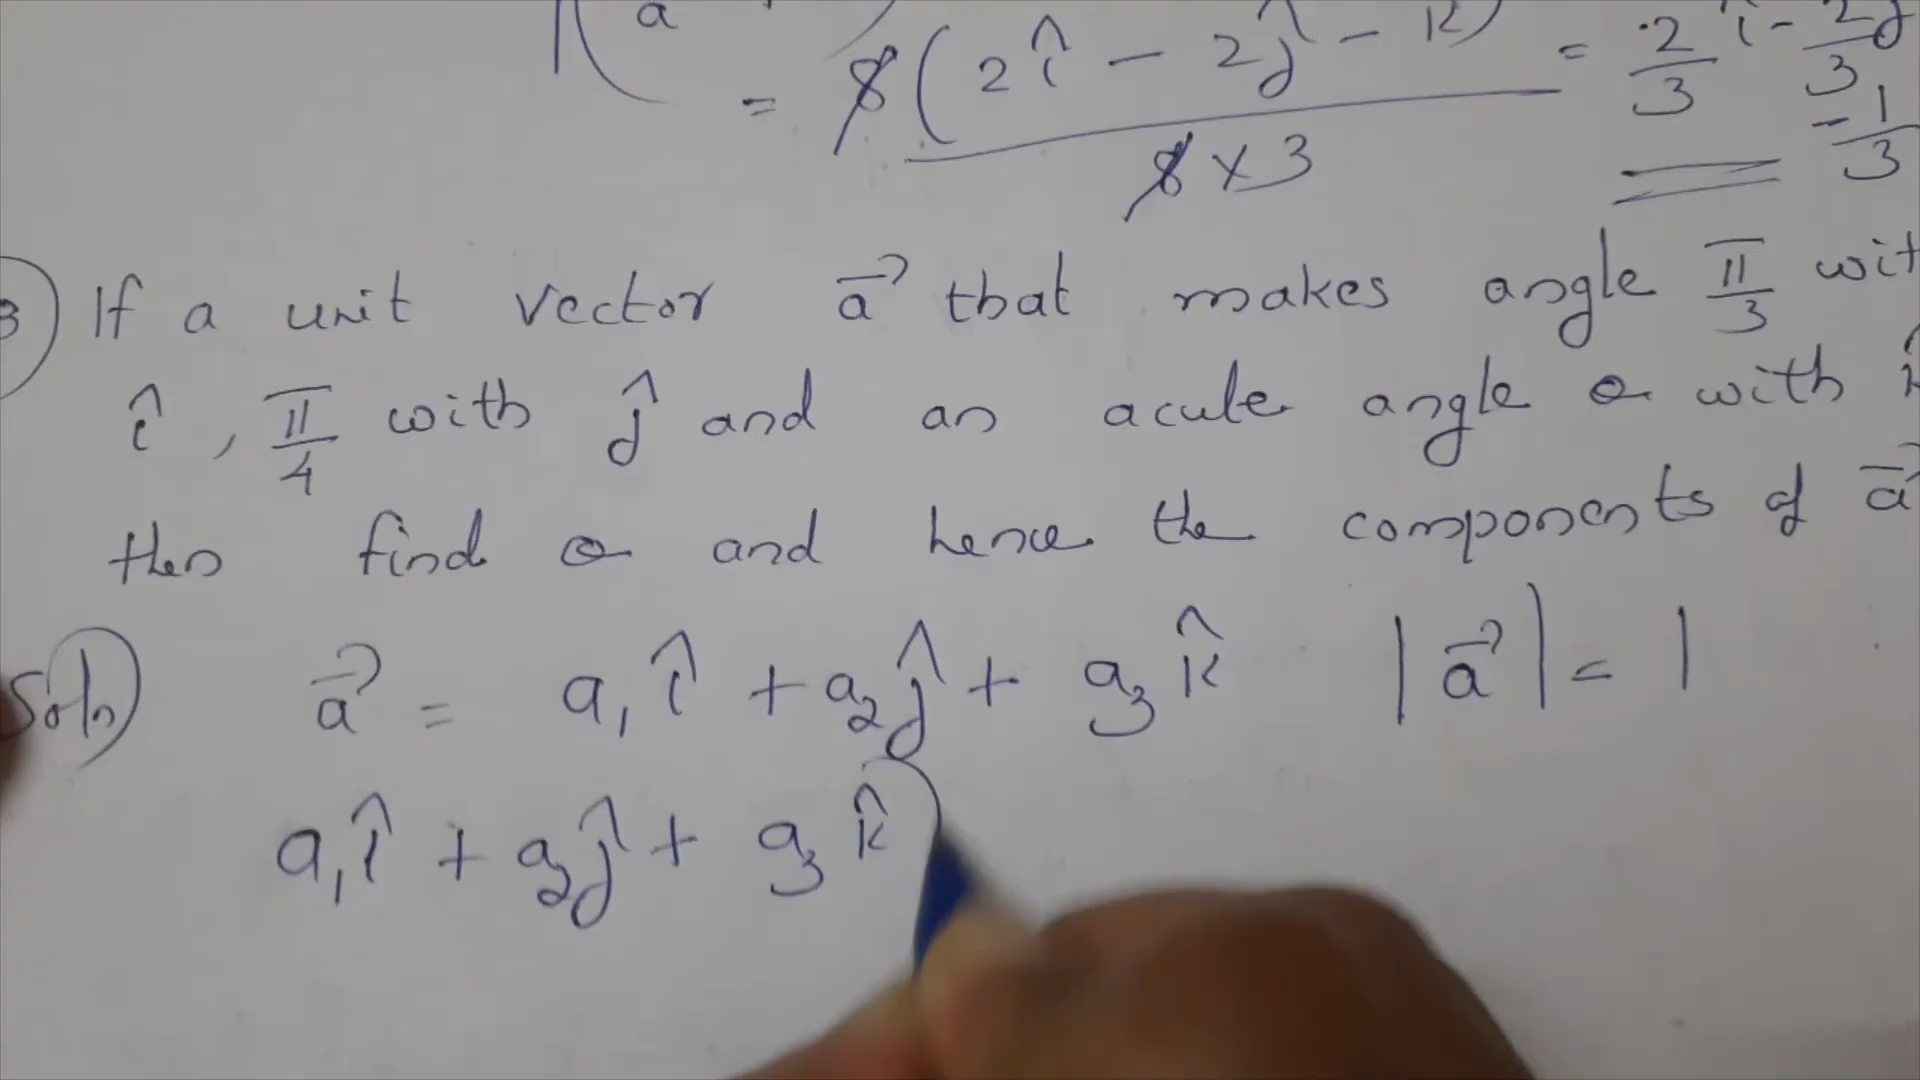 a
= 8(2î - 2ĵ - k) / 8 × 3 = 2/3 î - 2/3 ĵ - 1/3
3) If a unit vector a⃗ that makes angle π/3 wit
î, π/4 with ĵ and an acute angle θ with k̂
then find θ and hence the components of a⃗
Soln) a⃗ = a₁î + a₂ĵ + a₃k̂ |a⃗| = 1
a₁î + a₂ĵ + a₃k̂)